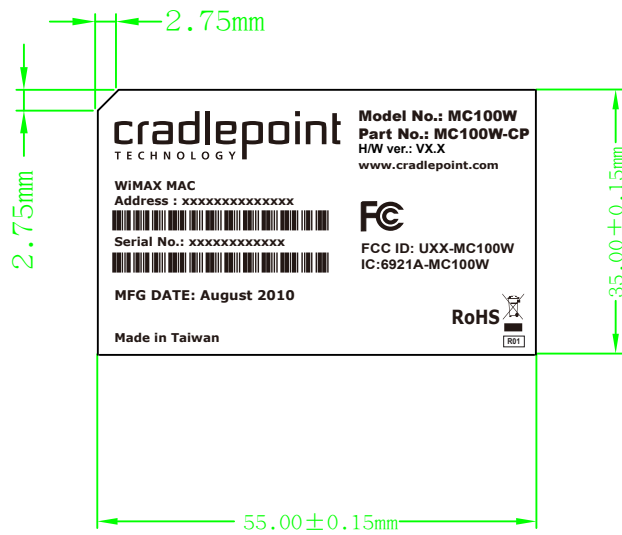 2.75mm
2.75mm
cradlepoint
TECHNOLOGY
Model No.: MC100W
Part No.: MC100W-CP
H/W ver.: VX.X
www.cradlepoint.com
WiMAX MAC
Address : xxxxxxxxxxxxxx
Serial No.: xxxxxxxxxxxx
FC
FCC ID: UXX-MC100W
IC:6921A-MC100W
MFG DATE: August 2010
RoHS
R01
Made in Taiwan
35.00±0.15mm
55.00±0.15mm